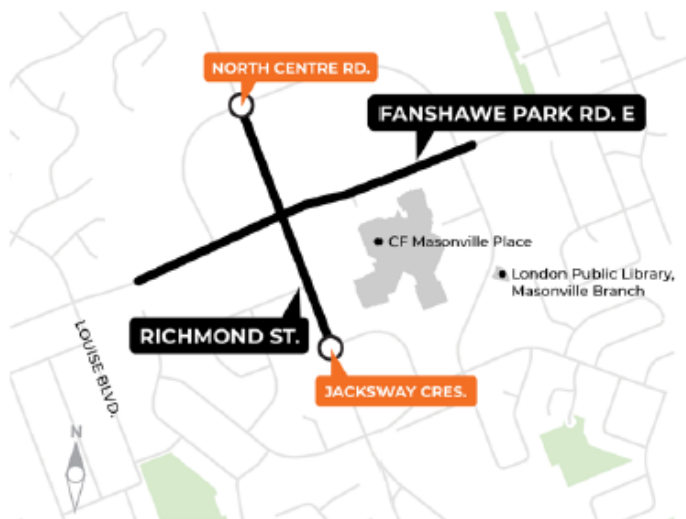 NORTH CENTRE RD.
FANSHAWE PARK RD. E
CF Masonville Place
London Public Library,
Masonville Branch
RICHMOND ST.
LOUISE BLVD.
JACKSWAY CRES.
N